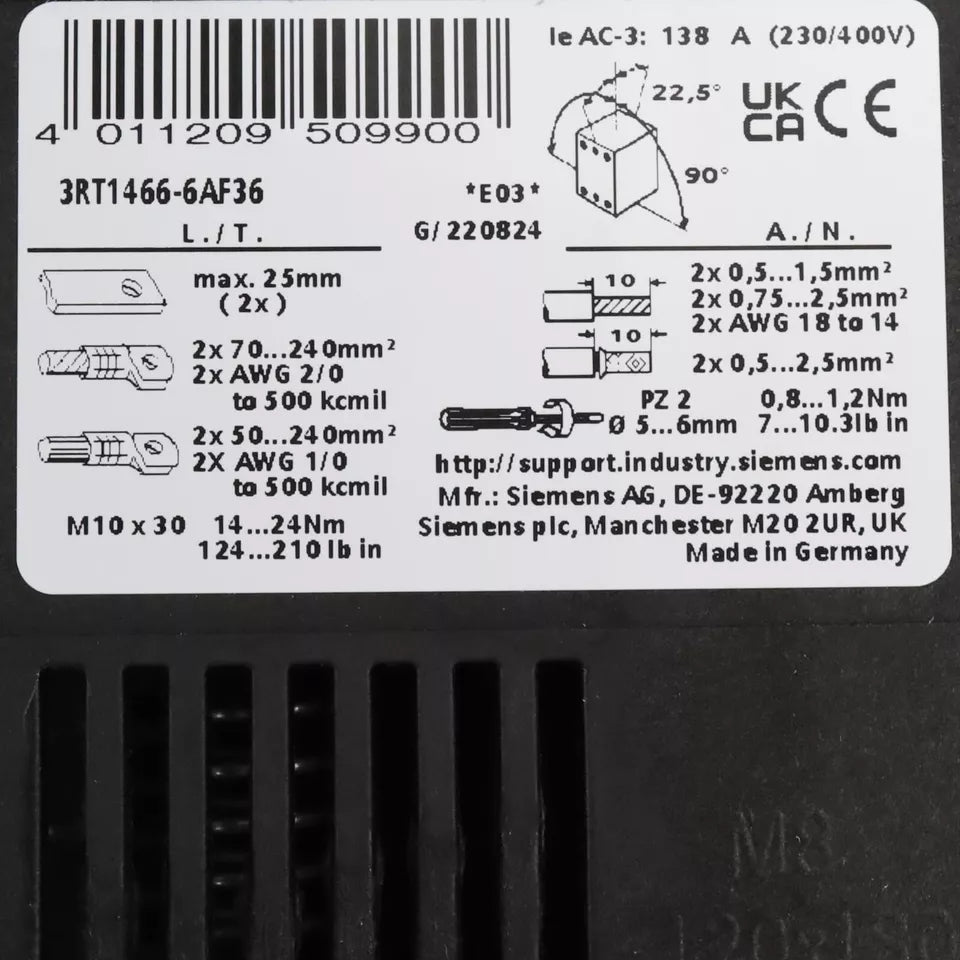 Ie AC-3: 138 A (230/400V)
4 011209 509900
22,5°
UK
CA
CE
90°
3RT1466-6AF36
*E03*
G/220824
L./T.
A./N.
max. 25mm
(2x)
10
2x 0,5...1,5mm²
2x 0,75...2,5mm²
2x AWG 18 to 14
2x 70...240mm²
2x AWG 2/0
to 500 kcmil
10
2x 0,5...2,5mm²
PZ 2 0,8...1,2Nm
Ø 5...6mm 7...10.3lb in
2x 50...240mm²
2X AWG 1/0
to 500 kcmil
http://support.industry.siemens.com
Mfr.: Siemens AG, DE-92220 Amberg
M10 x 30 14...24Nm
124...210 lb in
Siemens plc, Manchester M20 2UR, UK
Made in Germany
M8